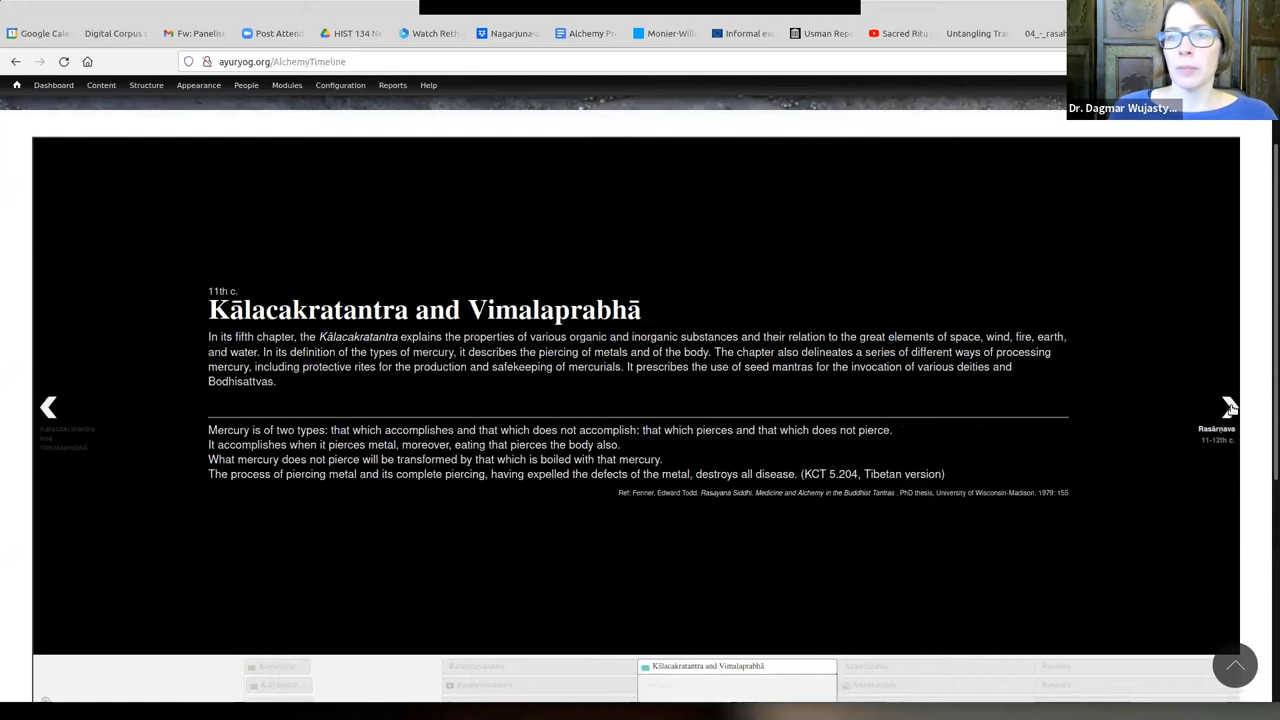 Google Cale
Digital Corpus o
Fw: Panelis
Post Attend
HIST 134 No
Watch Reth
Nagarjuna-a
Alchemy Pr
Monier-Will
Informal ex
Usman Rep
Sacred Ritu
Untangling Tra
04_-_rasah
ayuryog.org/AlchemyTimeline
Dashboard
Content
Structure
Appearance
People
Modules
Configuration
Reports
Help
Dr. Dagmar Wujasty...
11th c.
Kālacakratantra and Vimalaprabhā
In its fifth chapter, the Kālacakratantra explains the properties of various organic and inorganic substances and their relation to the great elements of space, wind, fire, earth,
and water. In its definition of the types of mercury, it describes the piercing of metals and of the body. The chapter also delineates a series of different ways of processing
mercury, including protective rites for the production and safekeeping of mercurials. It prescribes the use of seed mantras for the invocation of various deities and
Bodhisattvas.
Kālacakratantra
and
Vimalaprabhā
Rasārṇava
11-12th c.
Mercury is of two types: that which accomplishes and that which does not accomplish: that which pierces and that which does not pierce.
It accomplishes when it pierces metal, moreover, eating that pierces the body also.
What mercury does not pierce will be transformed by that which is boiled with that mercury.
The process of piercing metal and its complete piercing, having expelled the defects of the metal, destroys all disease. (KCT 5.204, Tibetan version)
Ref: Fenner, Edward Todd. Rasayana Siddhi. Medicine and Alchemy in the Buddhist Tantras . PhD thesis, University of Wisconsin-Madison. 1979: 155
Kālacakratantra and Vimalaprabhā